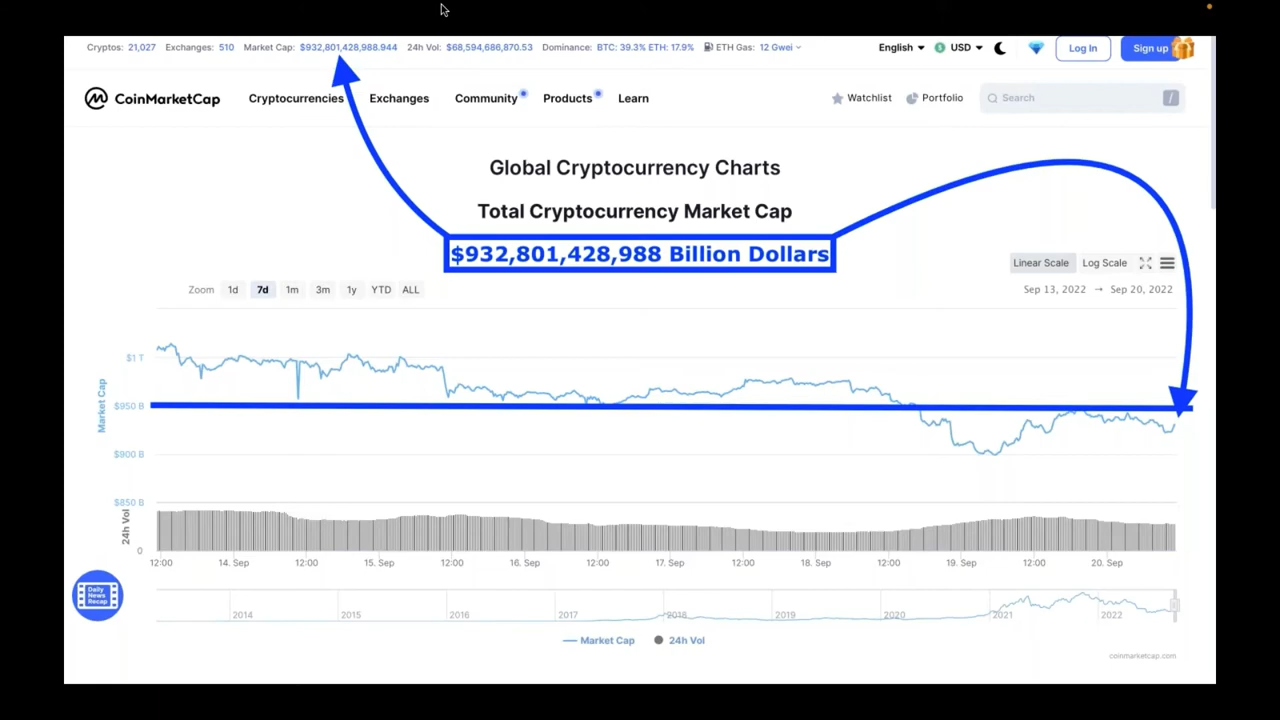 Cryptos: 21,027 Exchanges: 510 Market Cap: $932,801,428,988.944 24h Vol: $68,594,686,870.53 Dominance: BTC: 39.3% ETH: 17.9% ETH Gas: 12 Gwei English USD Log In Sign up
CoinMarketCap Cryptocurrencies Exchanges Community Products Learn Watchlist Portfolio Search /
Global Cryptocurrency Charts
Total Cryptocurrency Market Cap
$932,801,428,988 Billion Dollars
Linear Scale Log Scale
Zoom 1d 7d 1m 3m 1y YTD ALL Sep 13, 2022 → Sep 20, 2022
$1 T
Market Cap
$950 B
$900 B
$850 B
24h Vol
0
12:00 14. Sep 12:00 15. Sep 12:00 16. Sep 12:00 17. Sep 12:00 18. Sep 12:00 19. Sep 12:00 20. Sep
Daily
News
Recap
2014 2015 2016 2017 2018 2019 2020 2021 2022
Market Cap 24h Vol
coinmarketcap.com